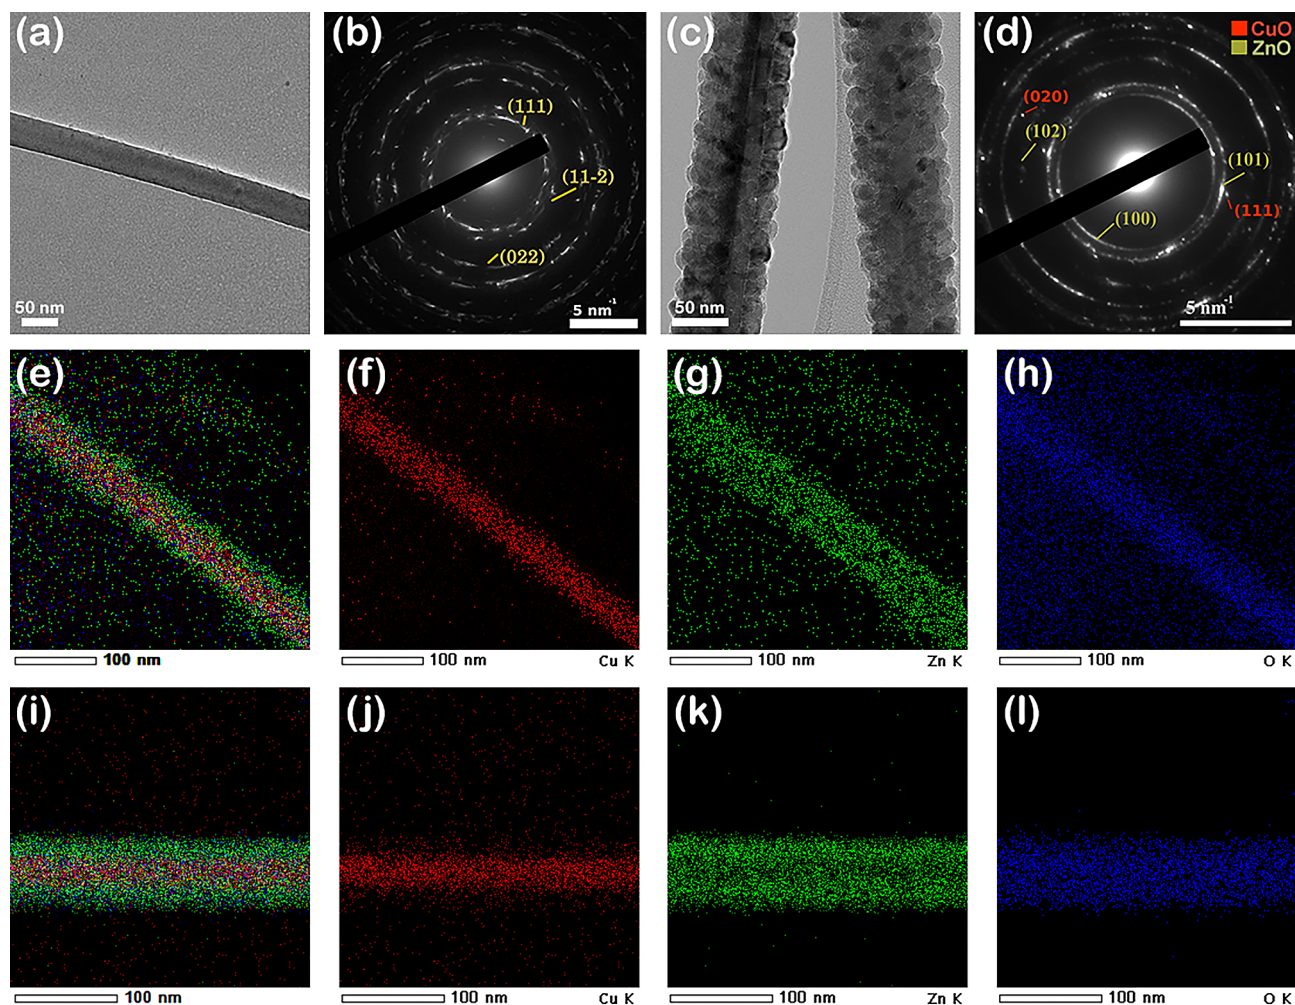 (a)
50 nm
(b)
(111)
(11-2)
(022)
5 nm-1
(c)
50 nm
(d)
CuO
ZnO
(020)
(102)
(101)
(111)
(100)
5 nm-1
(e)
100 nm
(f)
100 nm
Cu K
(g)
100 nm
Zn K
(h)
100 nm
O K
(i)
100 nm
(j)
100 nm
Cu K
(k)
100 nm
Zn K
(l)
100 nm
O K